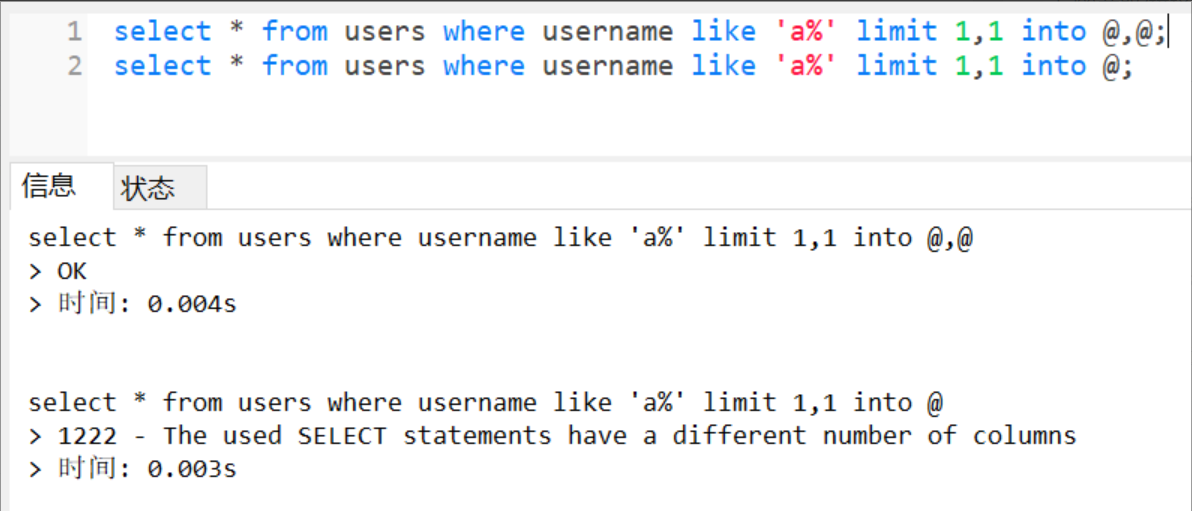 1 select * from users where username like 'a%' limit 1,1 into @,@;
2 select * from users where username like 'a%' limit 1,1 into @;
信息 状态
select * from users where username like 'a%' limit 1,1 into @,@
> OK
> 时间: 0.004s
select * from users where username like 'a%' limit 1,1 into @
> 1222 - The used SELECT statements have a different number of columns
> 时间: 0.003s